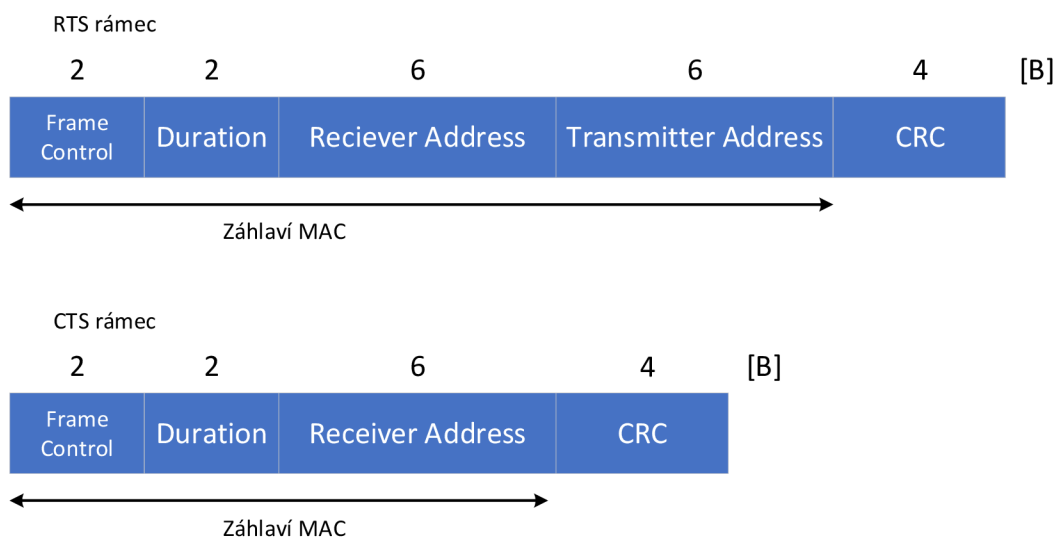 RTS rámec
2 2 6 6 4 [B]
Frame Control Duration Reciever Address Transmitter Address CRC
Záhlaví MAC
CTS rámec
2 2 6 4 [B]
Frame Control Duration Receiver Address CRC
Záhlaví MAC